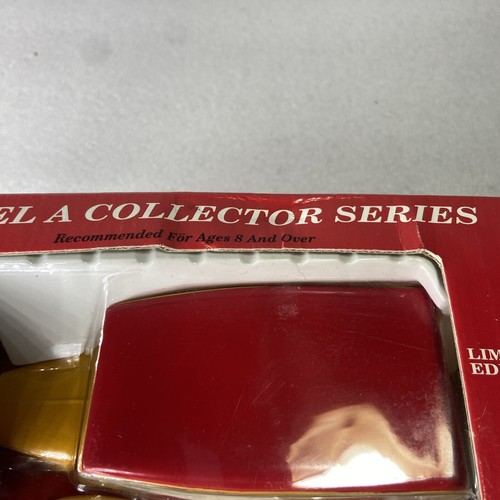 EL A COLLECTOR SERIES
Recommended For Ages 8 And Over
LIM
ED